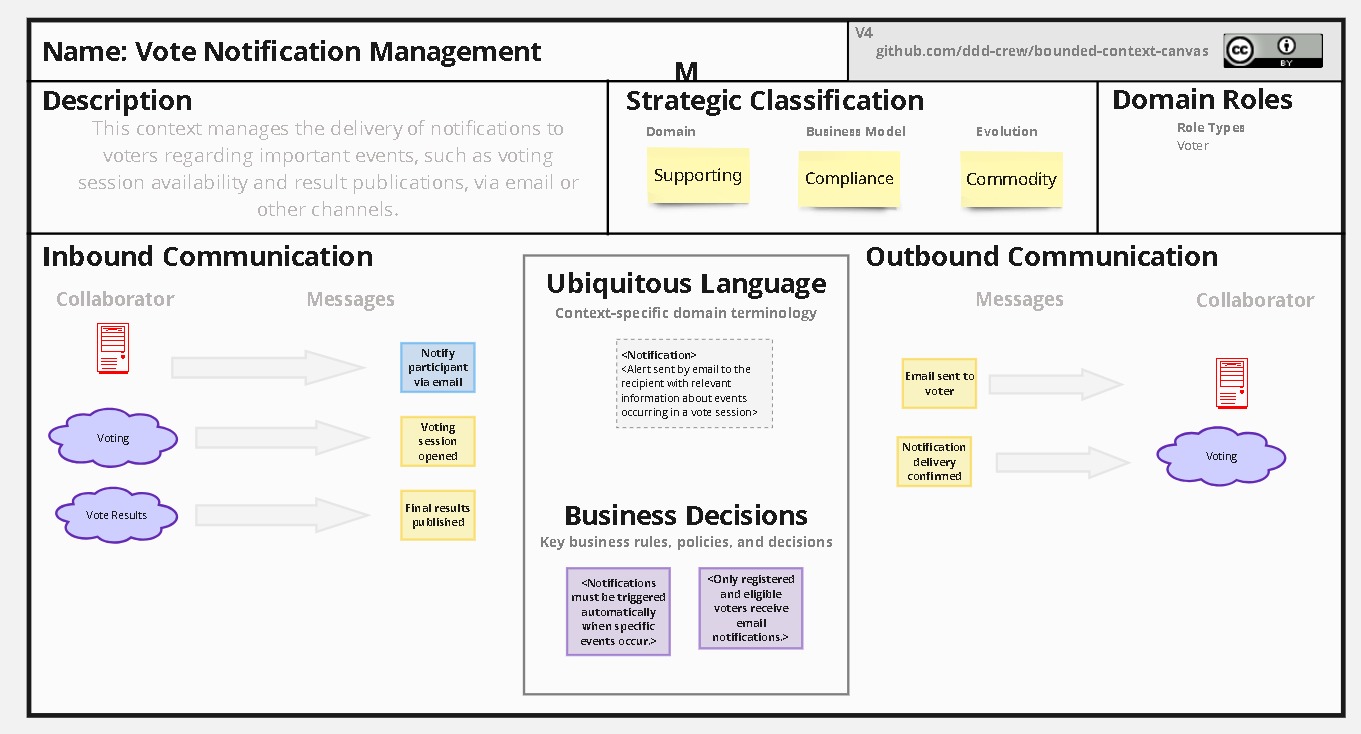 Name: Vote Notification Management
M
V4
github.com/ddd-crew/bounded-context-canvas
cc
BY
Description
This context manages the delivery of notifications to
voters regarding important events, such as voting
session availability and result publications, via email or
other channels.
Strategic Classification
Domain
Business Model
Evolution
Supporting
Compliance
Commodity
Domain Roles
Role Types
Voter
Inbound Communication
Collaborator
Messages
Notify
participant
via email
Voting
Voting
session
opened
Vote Results
Final results
published
Ubiquitous Language
Context-specific domain terminology
<Notification>
<Alert sent by email to the
recipient with relevant
information about events
occurring in a vote session>
Business Decisions
Key business rules, policies, and decisions
<Notifications
must be triggered
automatically
when specific
events occur.>
<Only registered
and eligible
voters receive
email
notifications.>
Outbound Communication
Messages
Collaborator
Email sent to
voter
Notification
delivery
confirmed
Voting